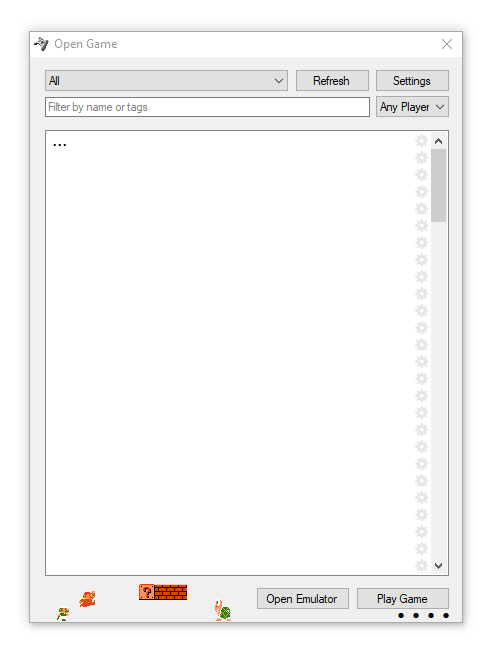 Open Game
All
Refresh
Settings
Filter by name or tags
Any Player
...
?
Open Emulator
Play Game